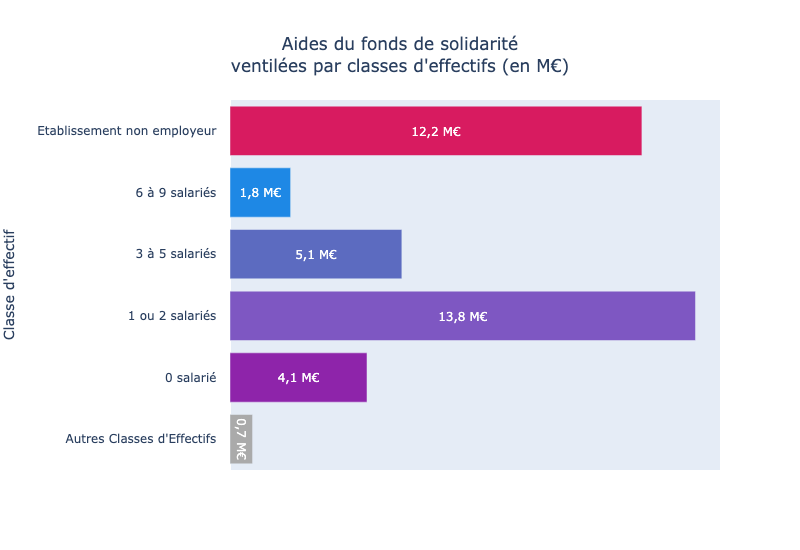 Aides du fonds de solidarité
ventilées par classes d'effectifs (en M€)
Classe d'effectif
Etablissement non employeur
12,2 M€
6 à 9 salariés
1,8 M€
3 à 5 salariés
5,1 M€
1 ou 2 salariés
13,8 M€
0 salarié
4,1 M€
Autres Classes d'Effectifs
0,7 M€